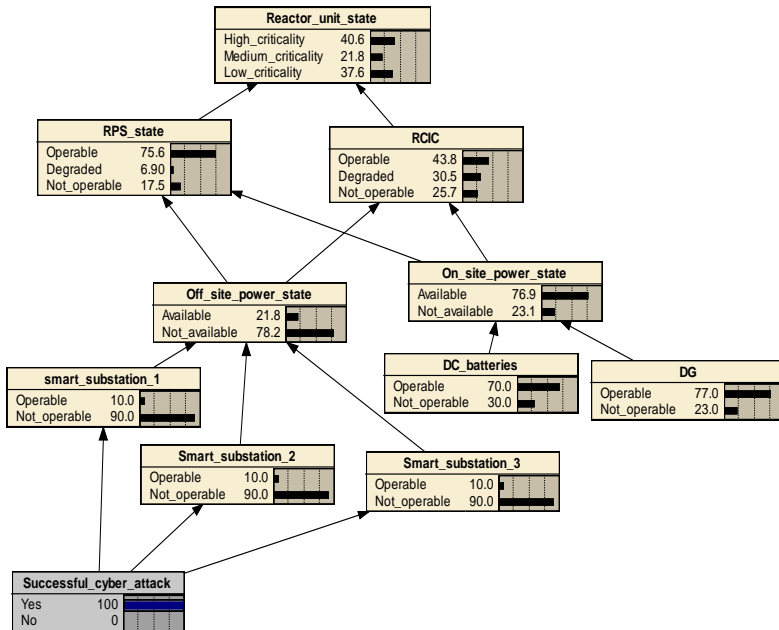 Reactor_unit_state
High_criticality 40.6
Medium_criticality 21.8
Low_criticality 37.6
RPS_state
Operable 75.6
Degraded 6.90
Not_operable 17.5
RCIC
Operable 43.8
Degraded 30.5
Not_operable 25.7
Off_site_power_state
Available 21.8
Not_available 78.2
On_site_power_state
Available 76.9
Not_available 23.1
smart_substation_1
Operable 10.0
Not_operable 90.0
DC_batteries
Operable 70.0
Not_operable 30.0
DG
Operable 77.0
Not_operable 23.0
Smart_substation_2
Operable 10.0
Not_operable 90.0
Smart_substation_3
Operable 10.0
Not_operable 90.0
Successful_cyber_attack
Yes 100
No 0